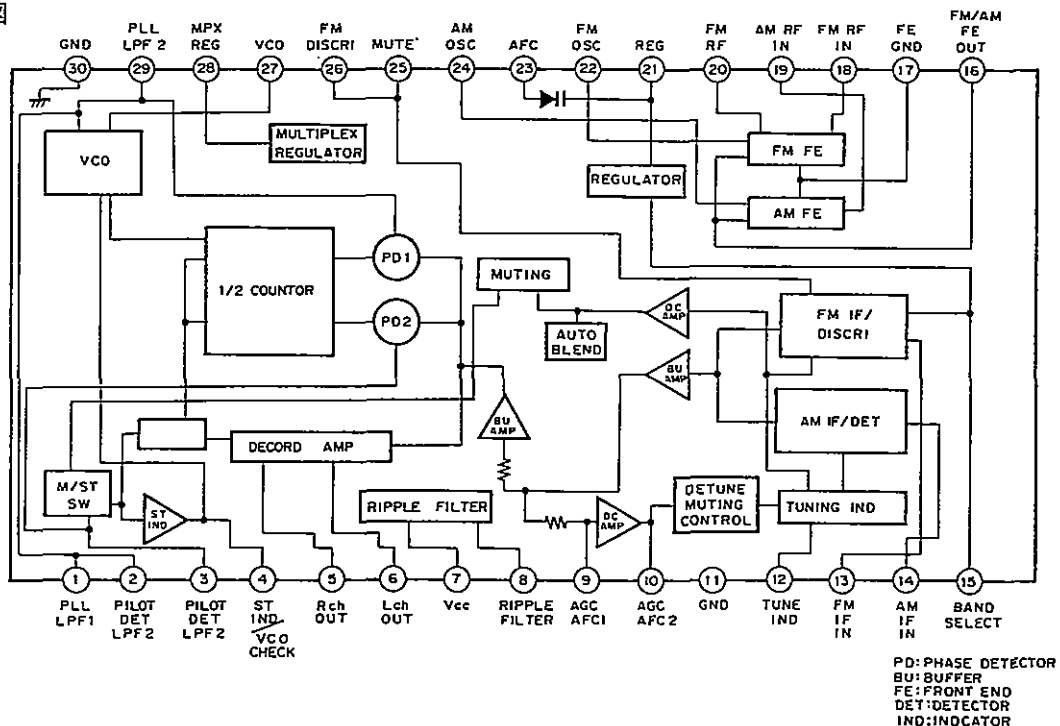 図
GND
PLL
LPF 2
MPX
REG
VCO
FM
DISCRI
MUTE
AM
OSC
AFC
FM
OSC
REG
FM
RF
AM RF
IN
FM RF
IN
FE
GND
FM/AM
FE
OUT
30
29
28
27
26
25
24
23
22
21
20
19
18
17
16
VCO
MULTIPLEX
REGULATOR
REGULATOR
FM FE
AM FE
1/2 COUNTOR
PD1
PD2
MUTING
AUTO
BLEND
DC
AMP
BU
AMP
FM IF/
DISCRI
AM IF/DET
BU
AMP
DECORD AMP
M/ST
SW
ST
IND
RIPPLE FILTER
DC
AMP
DETUNE
MUTING
CONTROL
TUNING IND
1
2
3
4
5
6
7
8
9
10
11
12
13
14
15
PLL
LPF1
PILOT
DET
LPF2
PILOT
DET
LPF2
ST
IND
VCO
CHECK
Rch
OUT
Lch
OUT
Vcc
RIPPLE
FILTER
AGC
AFC1
AGC
AFC2
GND
TUNE
IND
FM
IF
IN
AM
IF
IN
BAND
SELECT
PD:PHASE DETECTOR
BU:BUFFER
FE:FRONT END
DET:DETECTOR
IND:INDCATOR